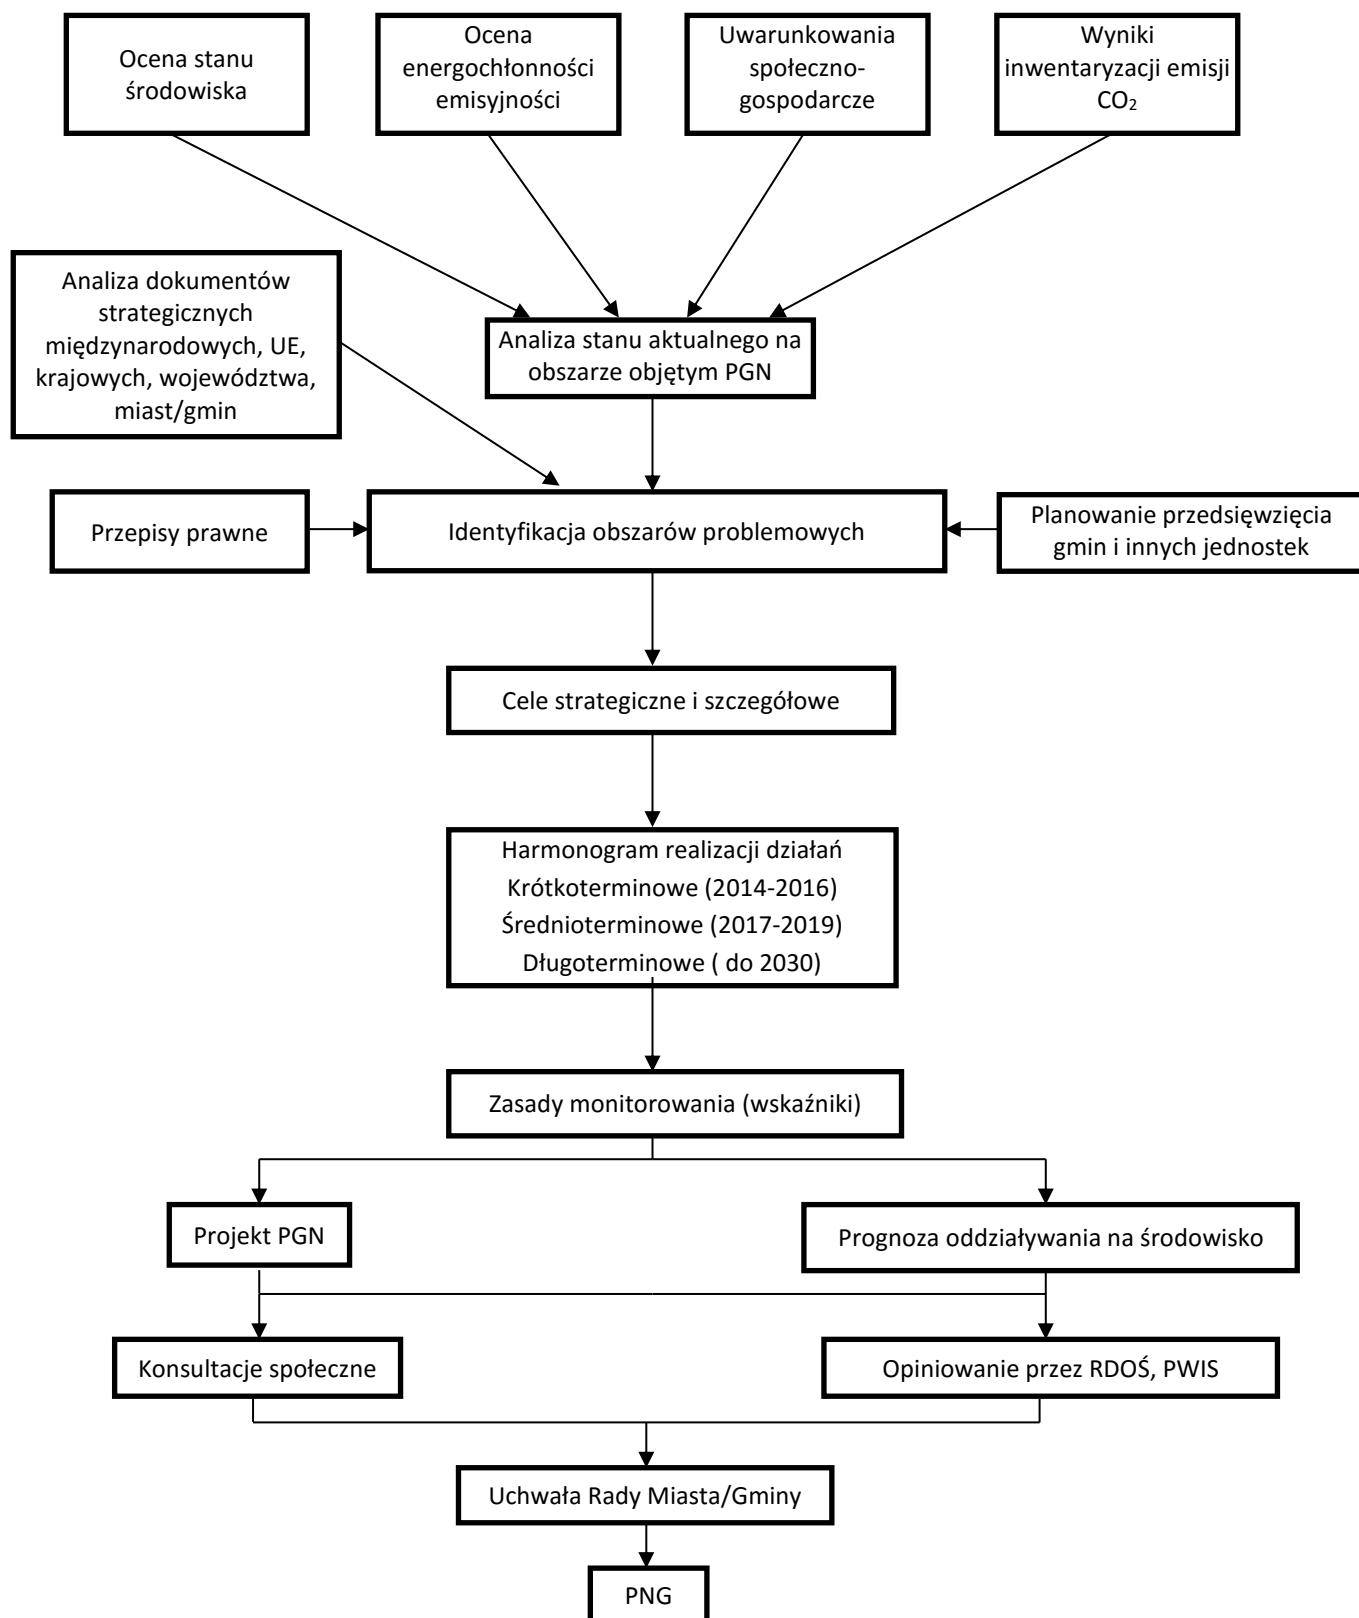 Ocena stanu
środowiska
Ocena
energochłonności
emisyjności
Uwarunkowania
społeczno-
gospodarcze
Wyniki
inwentaryzacji emisji
CO₂
Analiza dokumentów
strategicznych
międzynarodowych, UE,
krajowych, województwa,
miast/gmin
Analiza stanu aktualnego na
obszarze objętym PGN
Przepisy prawne
Identyfikacja obszarów problemowych
Planowanie przedsięwzięcia
gmin i innych jednostek
Cele strategiczne i szczegółowe
Harmonogram realizacji działań
Krótkoterminowe (2014-2016)
Średnioterminowe (2017-2019)
Długoterminowe ( do 2030)
Zasady monitorowania (wskaźniki)
Projekt PGN
Prognoza oddziaływania na środowisko
Konsultacje społeczne
Opiniowanie przez RDOŚ, PWIS
Uchwała Rady Miasta/Gminy
PNG